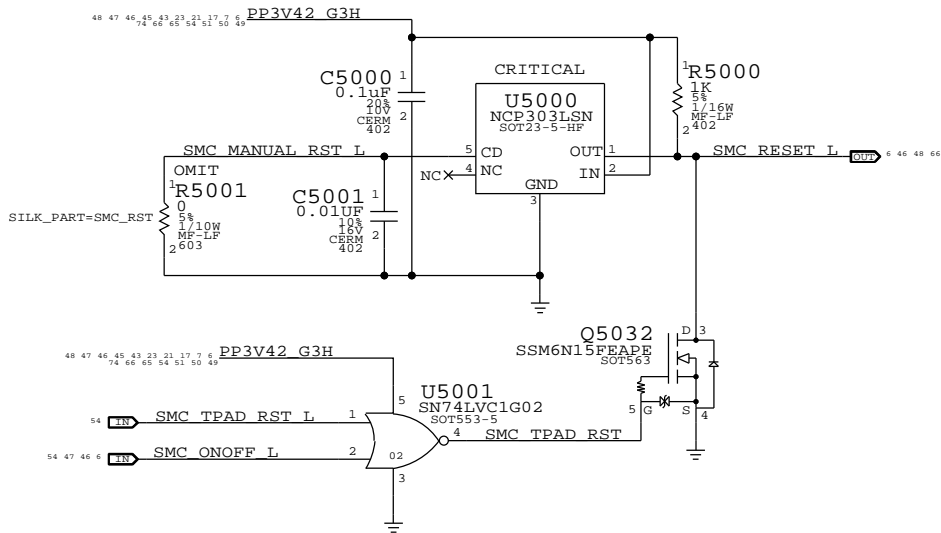 48 47 46 45 43 23 21 17 7 6
74 66 65 54 51 50 49
PP3V42_G3H
CRITICAL
C5000
0.1uF
20%
10V
CERM
402
1
2
U5000
NCP303LSN
SOT23-5-HF
R5000
1K
5%
1/16W
MF-LF
402
1
2
SMC_MANUAL_RST_L
5
CD
OUT
1
SMC_RESET_L
OUT
6 46 48 66
NC
4
NC
IN
2
GND
3
OMIT
R5001
0
5%
1/10W
MF-LF
603
1
2
SILK_PART=SMC_RST
C5001
0.01UF
10%
16V
CERM
402
1
2
Q5032
SSM6N15FEAPE
SOT563
D
3
5
G
S
4
48 47 46 45 43 23 21 17 7 6
74 66 65 54 51 50 49
PP3V42_G3H
5
U5001
SN74LVC1G02
SOT553-5
54
IN
SMC_TPAD_RST_L
1
4
SMC_TPAD_RST
02
54 47 46 6
IN
SMC_ONOFF_L
2
3